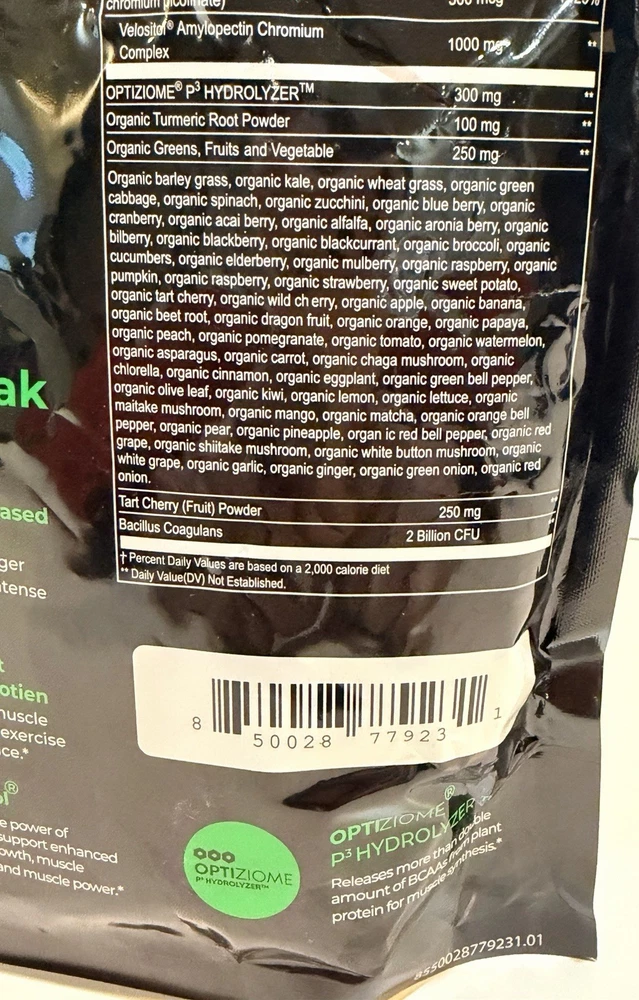 chromium picolinate) 500 mcg
Velositol® Amylopectin Chromium
Complex 1000 mg **
OPTIZIOME® P³ HYDROLYZER™ 300 mg **
Organic Turmeric Root Powder 100 mg **
Organic Greens, Fruits and Vegetable 250 mg **
Organic barley grass, organic kale, organic wheat grass, organic green
cabbage, organic spinach, organic zucchini, organic blue berry, organic
cranberry, organic acai berry, organic alfalfa, organic aronia berry, organic
bilberry, organic blackberry, organic blackcurrant, organic broccoli, organic
cucumbers, organic elderberry, organic mulberry, organic raspberry, organic
pumpkin, organic raspberry, organic strawberry, organic sweet potato,
organic tart cherry, organic wild ch erry, organic apple, organic banana,
organic beet root, organic dragon fruit, organic orange, organic papaya,
organic peach, organic pomegranate, organic tomato, organic watermelon,
organic asparagus, organic carrot, organic chaga mushroom, organic
chlorella, organic cinnamon, organic eggplant, organic green bell pepper,
organic olive leaf, organic kiwi, organic lemon, organic lettuce, organic
maitake mushroom, organic mango, organic matcha, organic orange bell
pepper, organic pear, organic pineapple, organ ic red bell pepper, organic red
grape, organic shiitake mushroom, organic white button mushroom, organic
white grape, organic garlic, organic ginger, organic green onion, organic red
onion.
Tart Cherry (Fruit) Powder 250 mg **
Bacillus Coagulans 2 Billion CFU **
† Percent Daily Values are based on a 2,000 calorie diet
** Daily Value(DV) Not Established.
ak
ased
ger
tense
t
otien
nuscle
exercise
ce.*
ol®
e power of
support enhanced
owth, muscle
and muscle power.*
8 50028 77923 1
OPTIZIOME
P³ HYDROLYZER™
OPTIZIOME®
P³ HYDROLYZER
Releases more than double
amount of BCAAs from plant
protein for muscle synthesis.*
850028779231.01